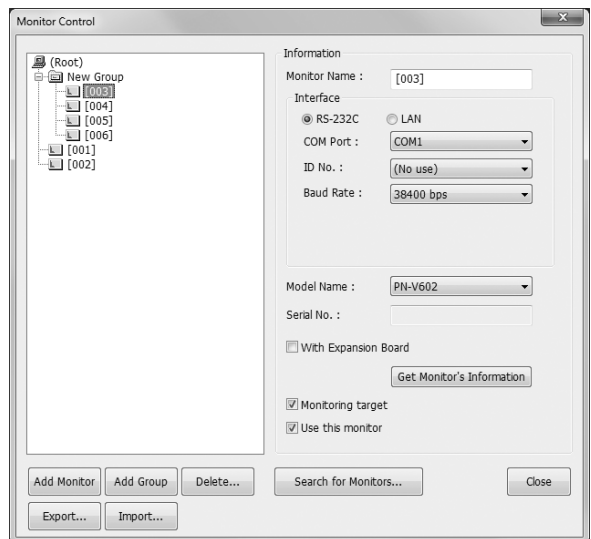 Monitor Control
(Root)
New Group
[003]
[004]
[005]
[006]
[001]
[002]
Information
Monitor Name : [003]
Interface
RS-232C LAN
COM Port : COM1
ID No. : (No use)
Baud Rate : 38400 bps
Model Name : PN-V602
Serial No. :
With Expansion Board
Get Monitor's Information
Monitoring target
Use this monitor
Add Monitor Add Group Delete... Search for Monitors... Close
Export... Import...